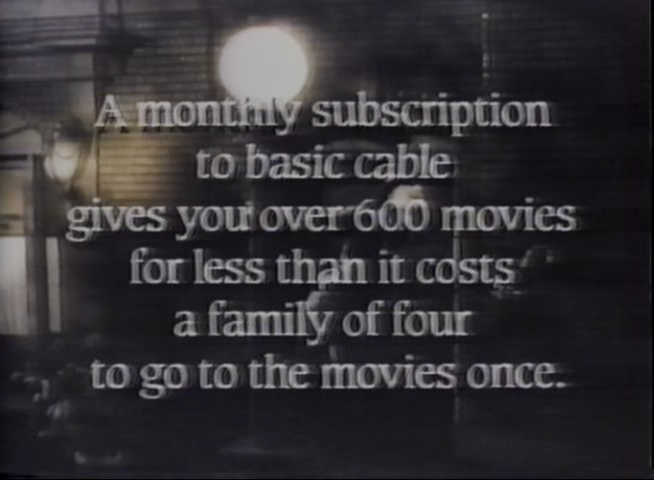 A monthly subscription
to basic cable
gives you over 600 movies
for less than it costs
a family of four
to go to the movies once.